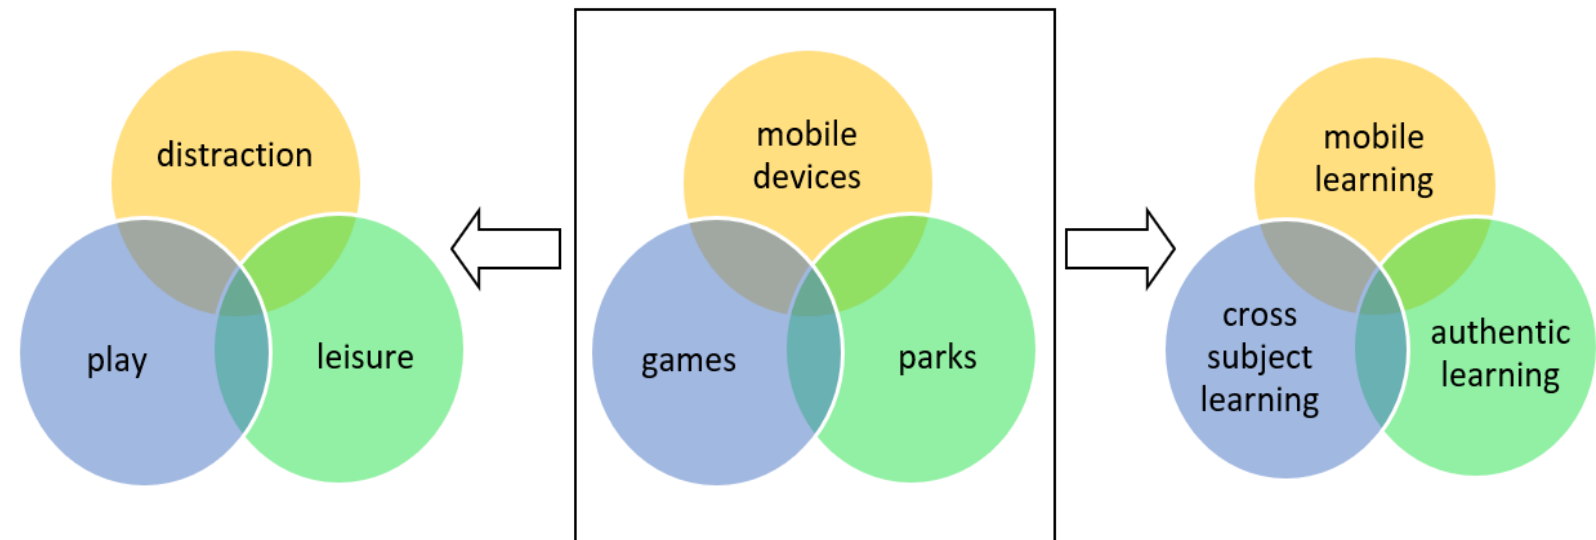 distraction
play
leisure
mobile
devices
games
parks
mobile
learning
cross
subject
learning
authentic
learning